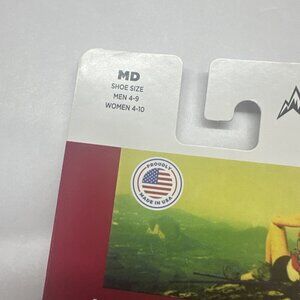 MD
SHOE SIZE
MEN 4-9
WOMEN 4-10
PROUDLY
MADE IN USA